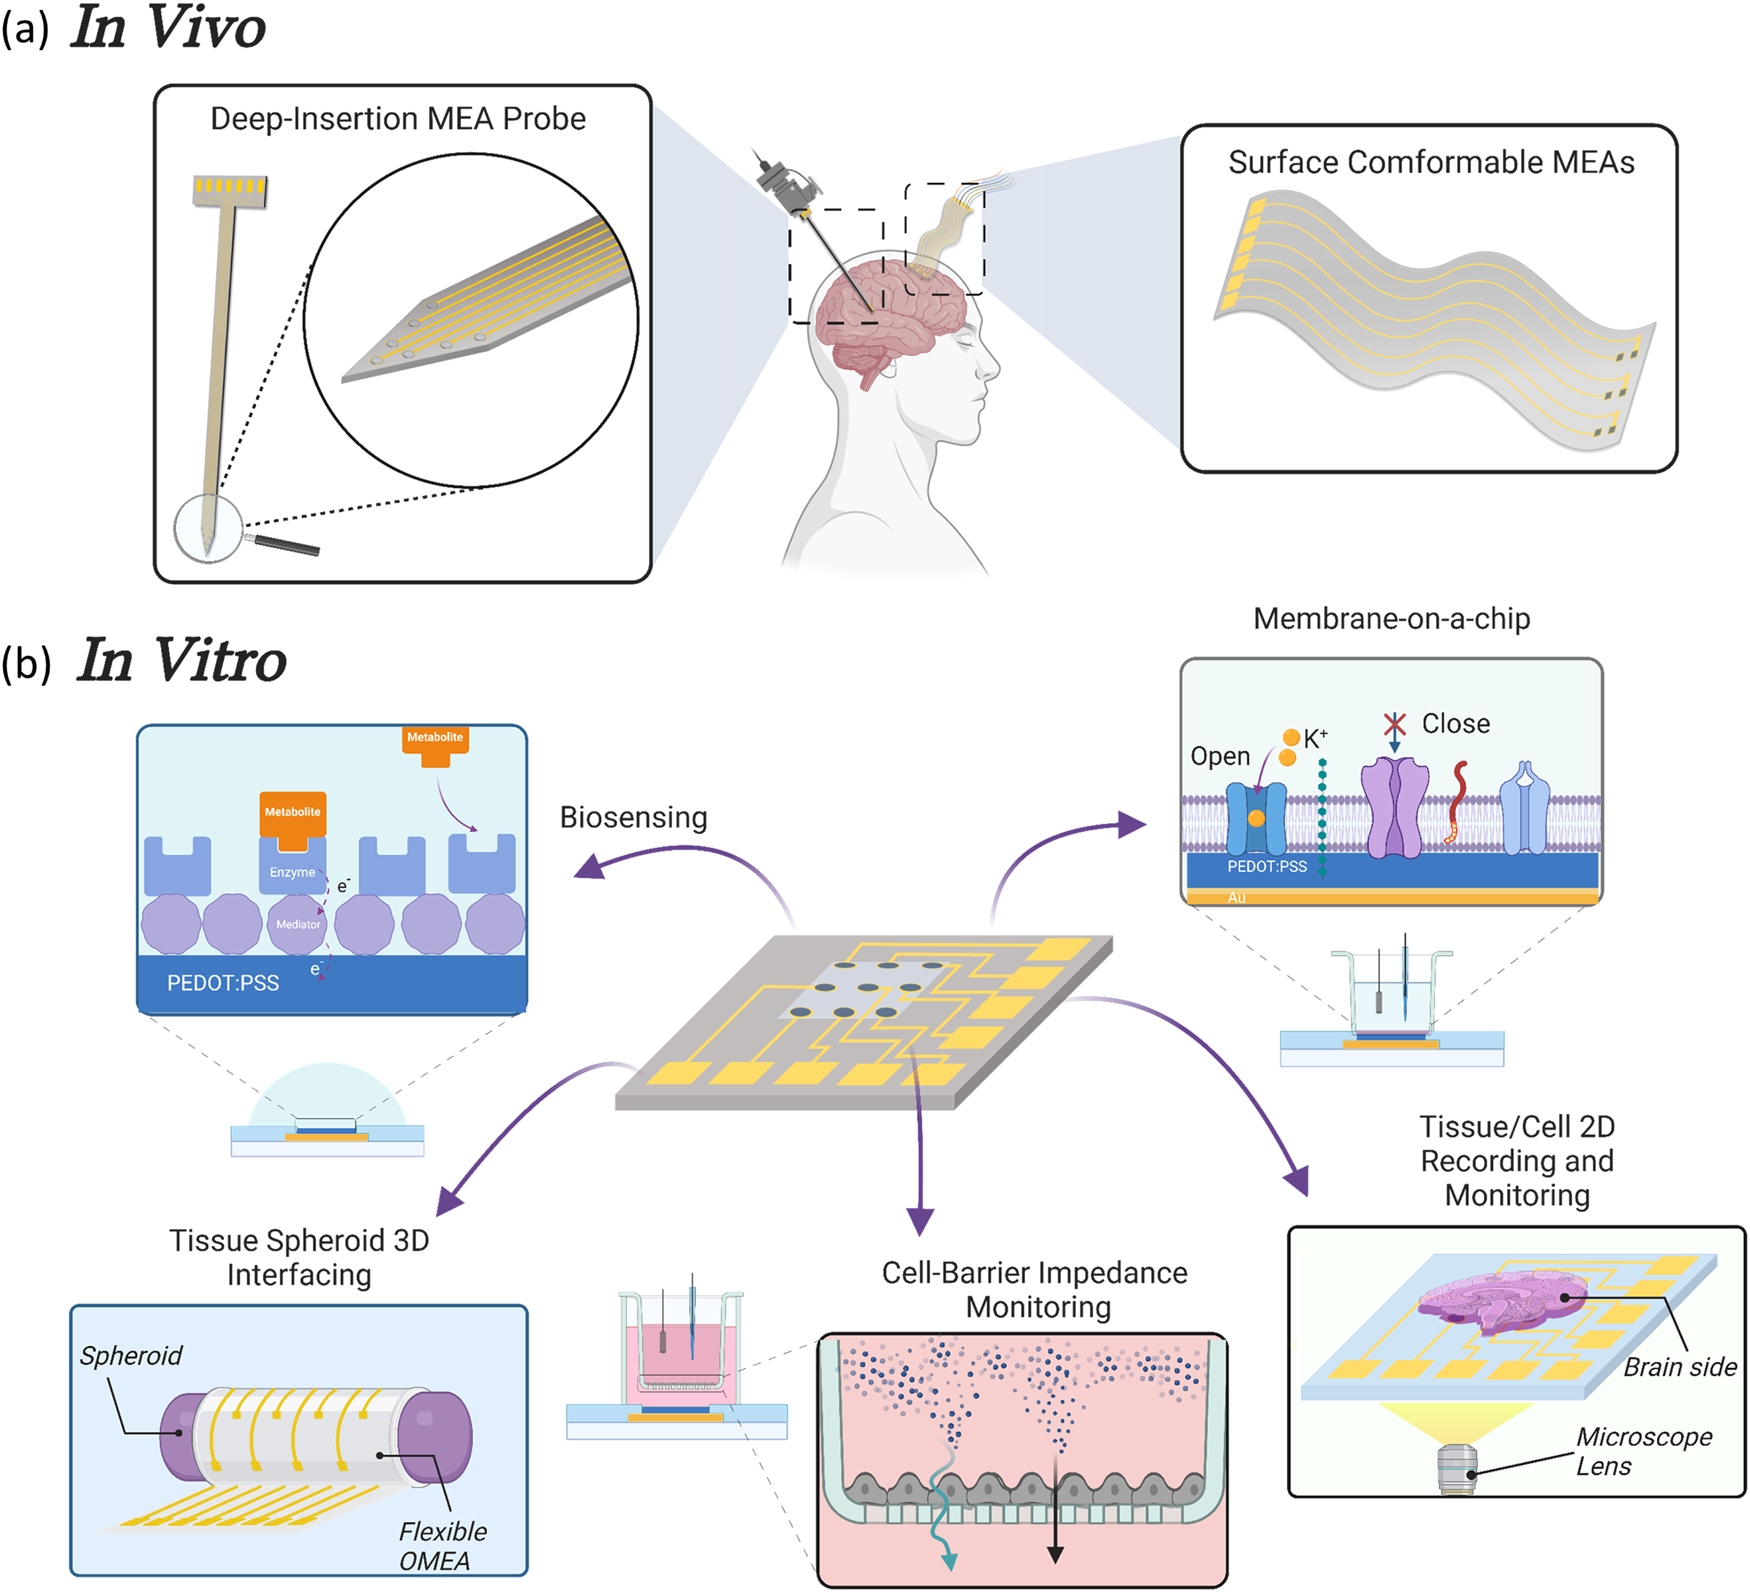 (a) In Vivo
Deep-Insertion MEA Probe
Surface Comformable MEAs
(b) In Vitro
Membrane-on-a-chip
Metabolite
Metabolite
Enzyme
e-
Mediator
e-
PEDOT:PSS
Biosensing
Open
K+
Close
PEDOT:PSS
Au
Tissue/Cell 2D
Recording and
Monitoring
Tissue Spheroid 3D
Interfacing
Cell-Barrier Impedance
Monitoring
Spheroid
Flexible
OMEA
Brain side
Microscope
Lens